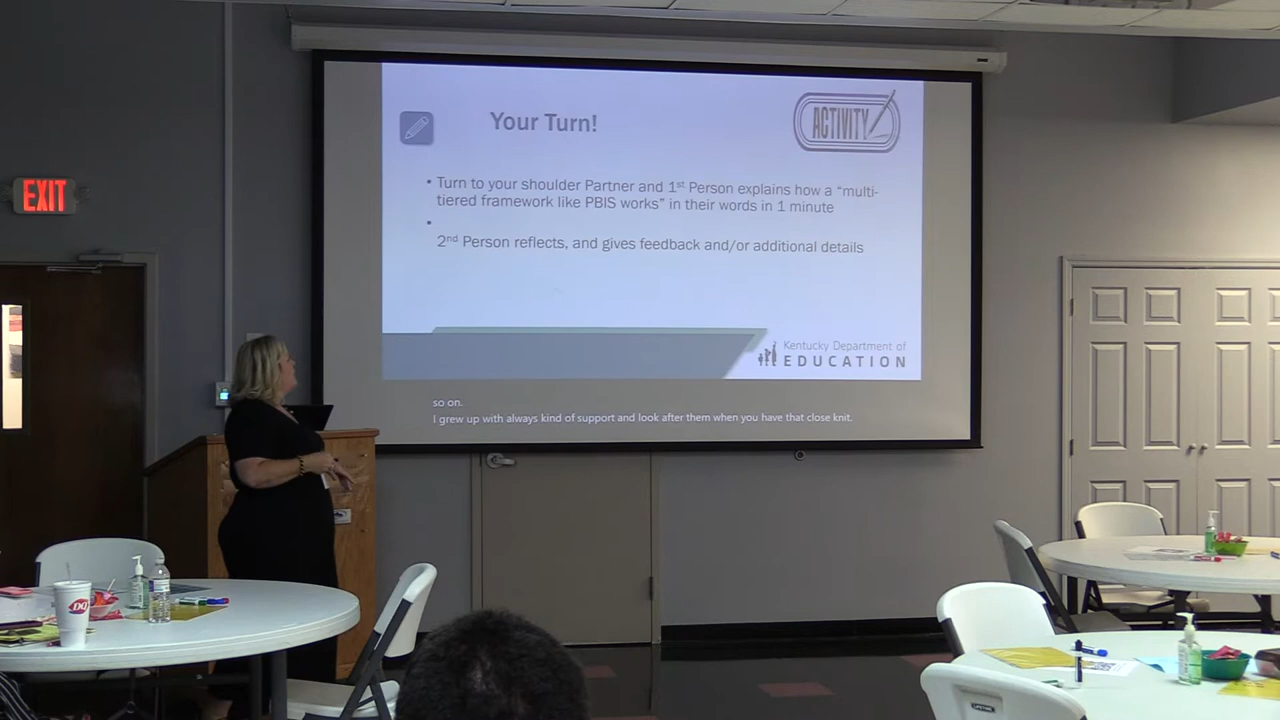 Your Turn!
ACTIVITY
EXIT
• Turn to your shoulder Partner and 1st Person explains how a “multi-
tiered framework like PBIS works” in their words in 1 minute
•
2nd Person reflects, and gives feedback and/or additional details
Kentucky Department of
EDUCATION
so on.
I grew up with always kind of support and look after them when you have that close knit.
DQ
LIFETIME